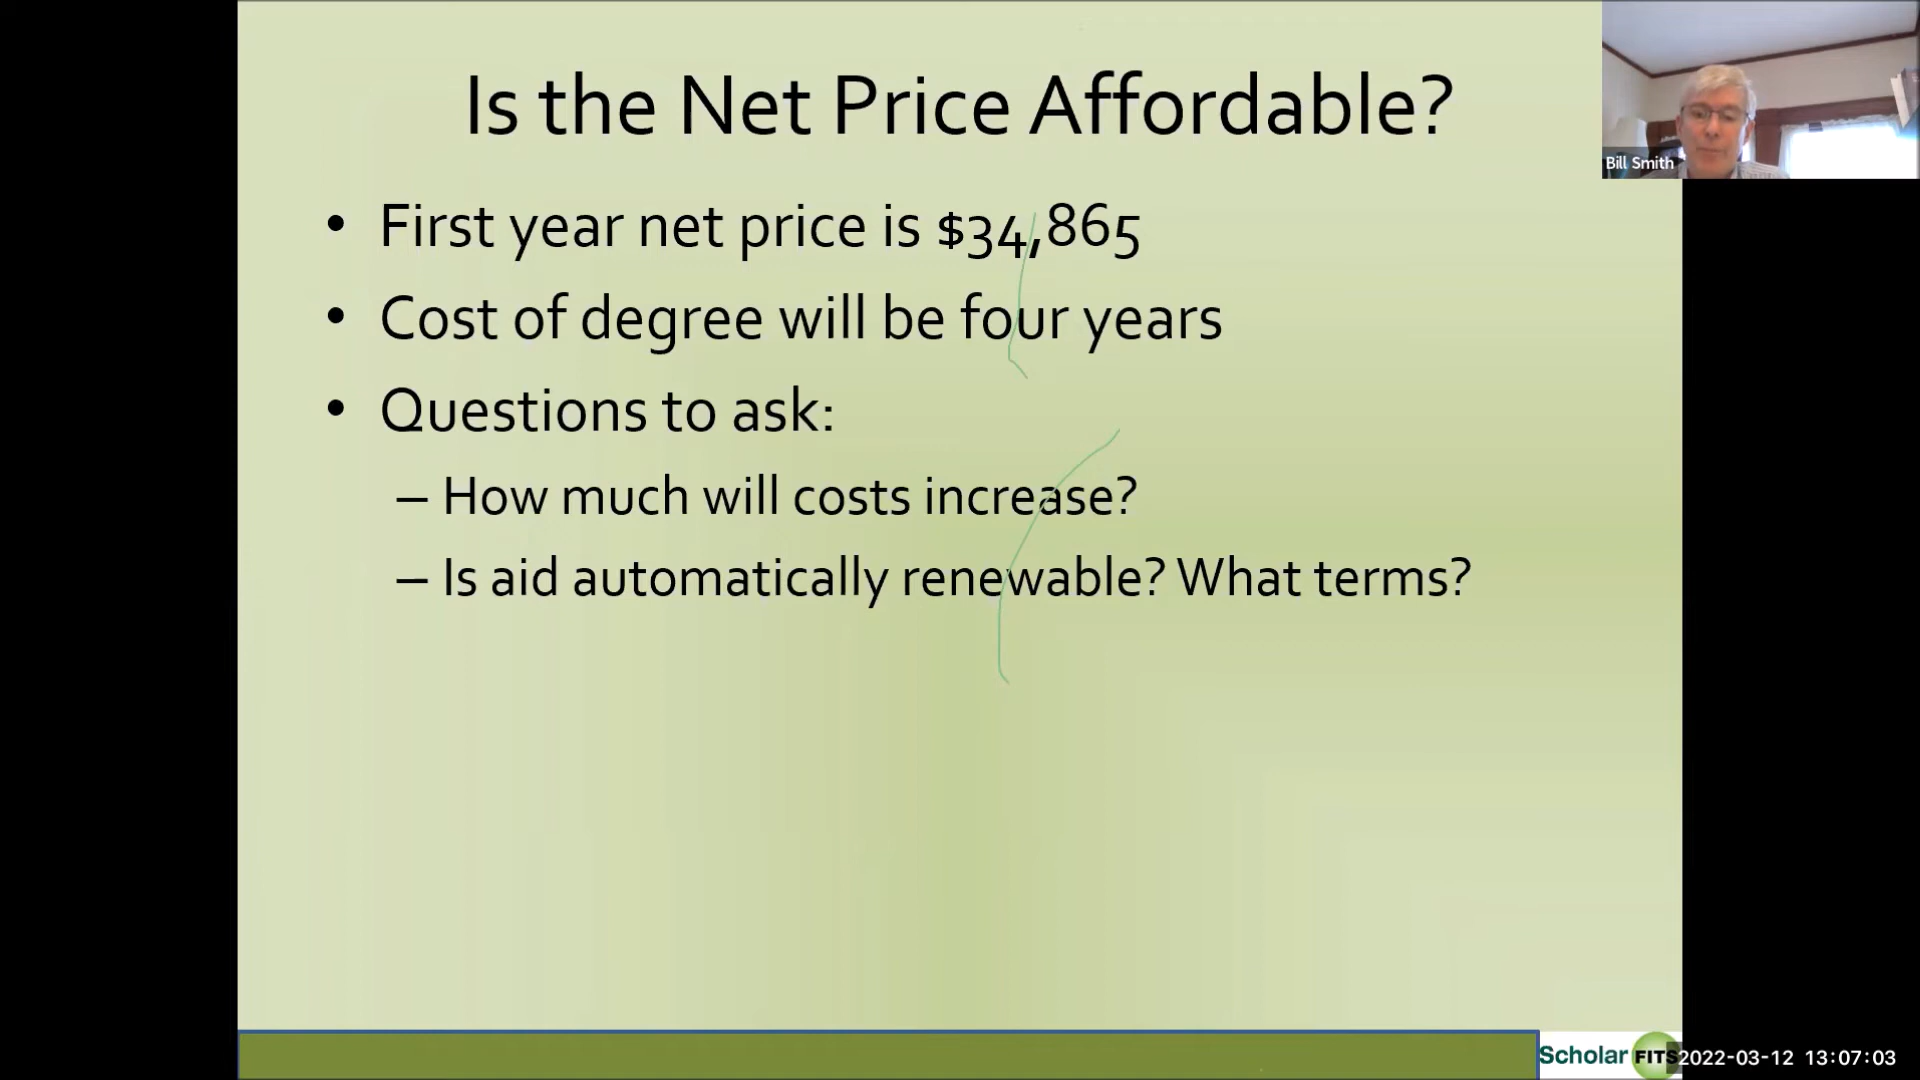 Is the Net Price Affordable?
Bill Smith
• First year net price is $34,865
• Cost of degree will be four years
• Questions to ask:
– How much will costs increase?
– Is aid automatically renewable? What terms?
Scholar FITS
2022-03-12 13:07:03